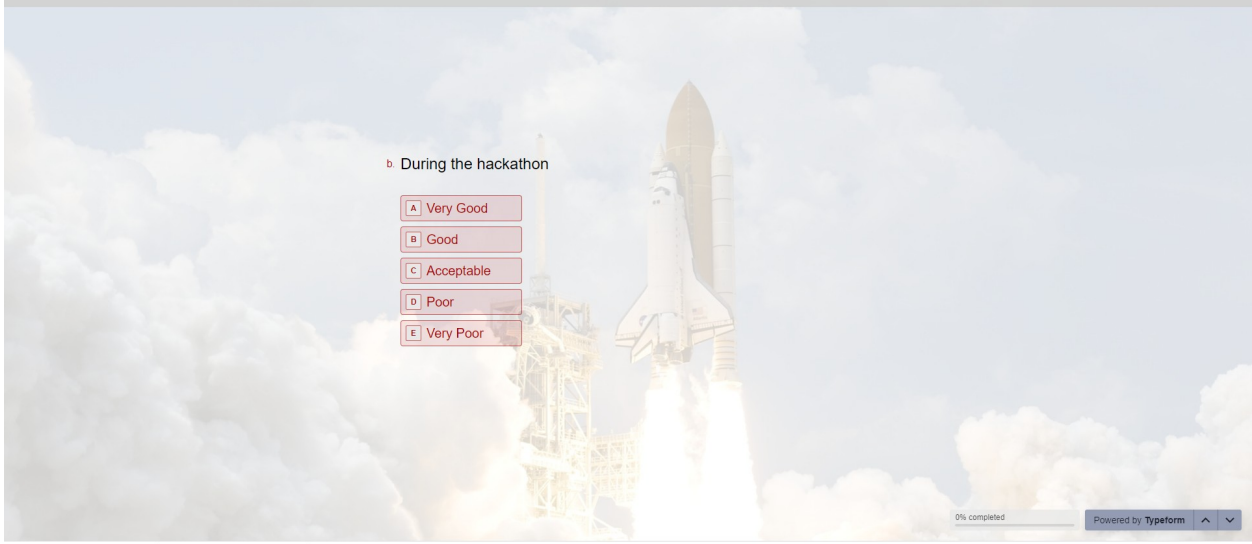 b. During the hackathon
A Very Good
B Good
C Acceptable
D Poor
E Very Poor
0% completed
Powered by Typeform